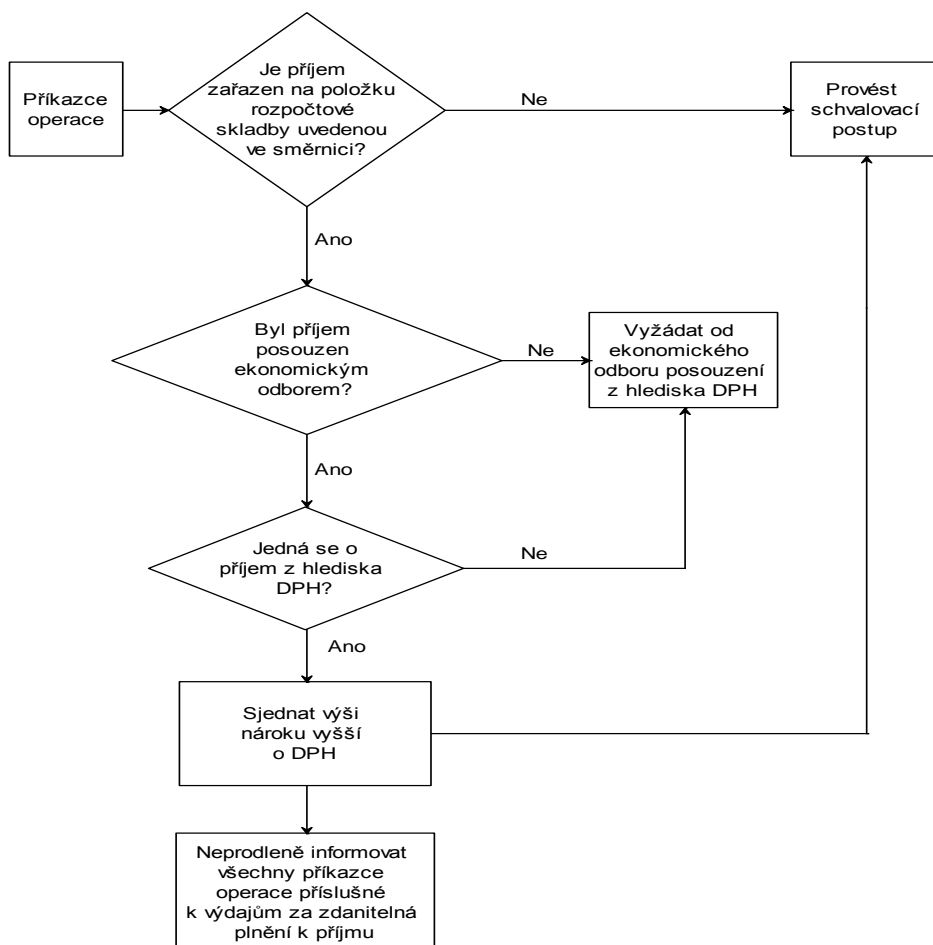 Příkazce
operace
Je příjem
zařazen na položku
rozpočtové
skladby uvedenou
ve směrnici?
Ne
Provést
schvalovací
postup
Ano
Byl příjem
posouzen
ekonomickým
odborem?
Ne
Vyžádat od
ekonomického
odboru posouzení
z hlediska DPH
Ano
Jedná se o
příjem z hlediska
DPH?
Ne
Ano
Sjednat výši
nároku vyšší
o DPH
Neprodleně informovat
všechny příkazce
operace příslušné
k výdajům za zdanitelná
plnění k příjmu